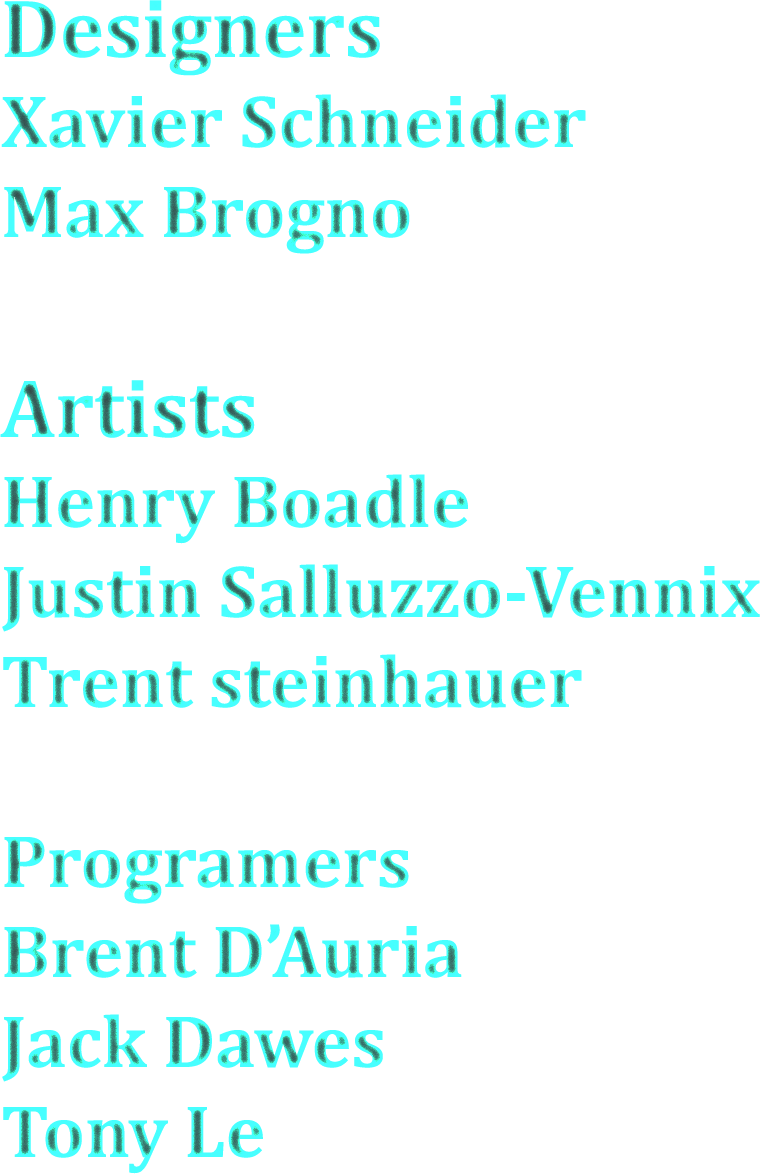 Designers
Xavier Schneider
Max Brogno
Artists
Henry Boadle
Justin Salluzzo-Vennix
Trent steinhauer
Programers
Brent D’Auria
Jack Dawes
Tony Le